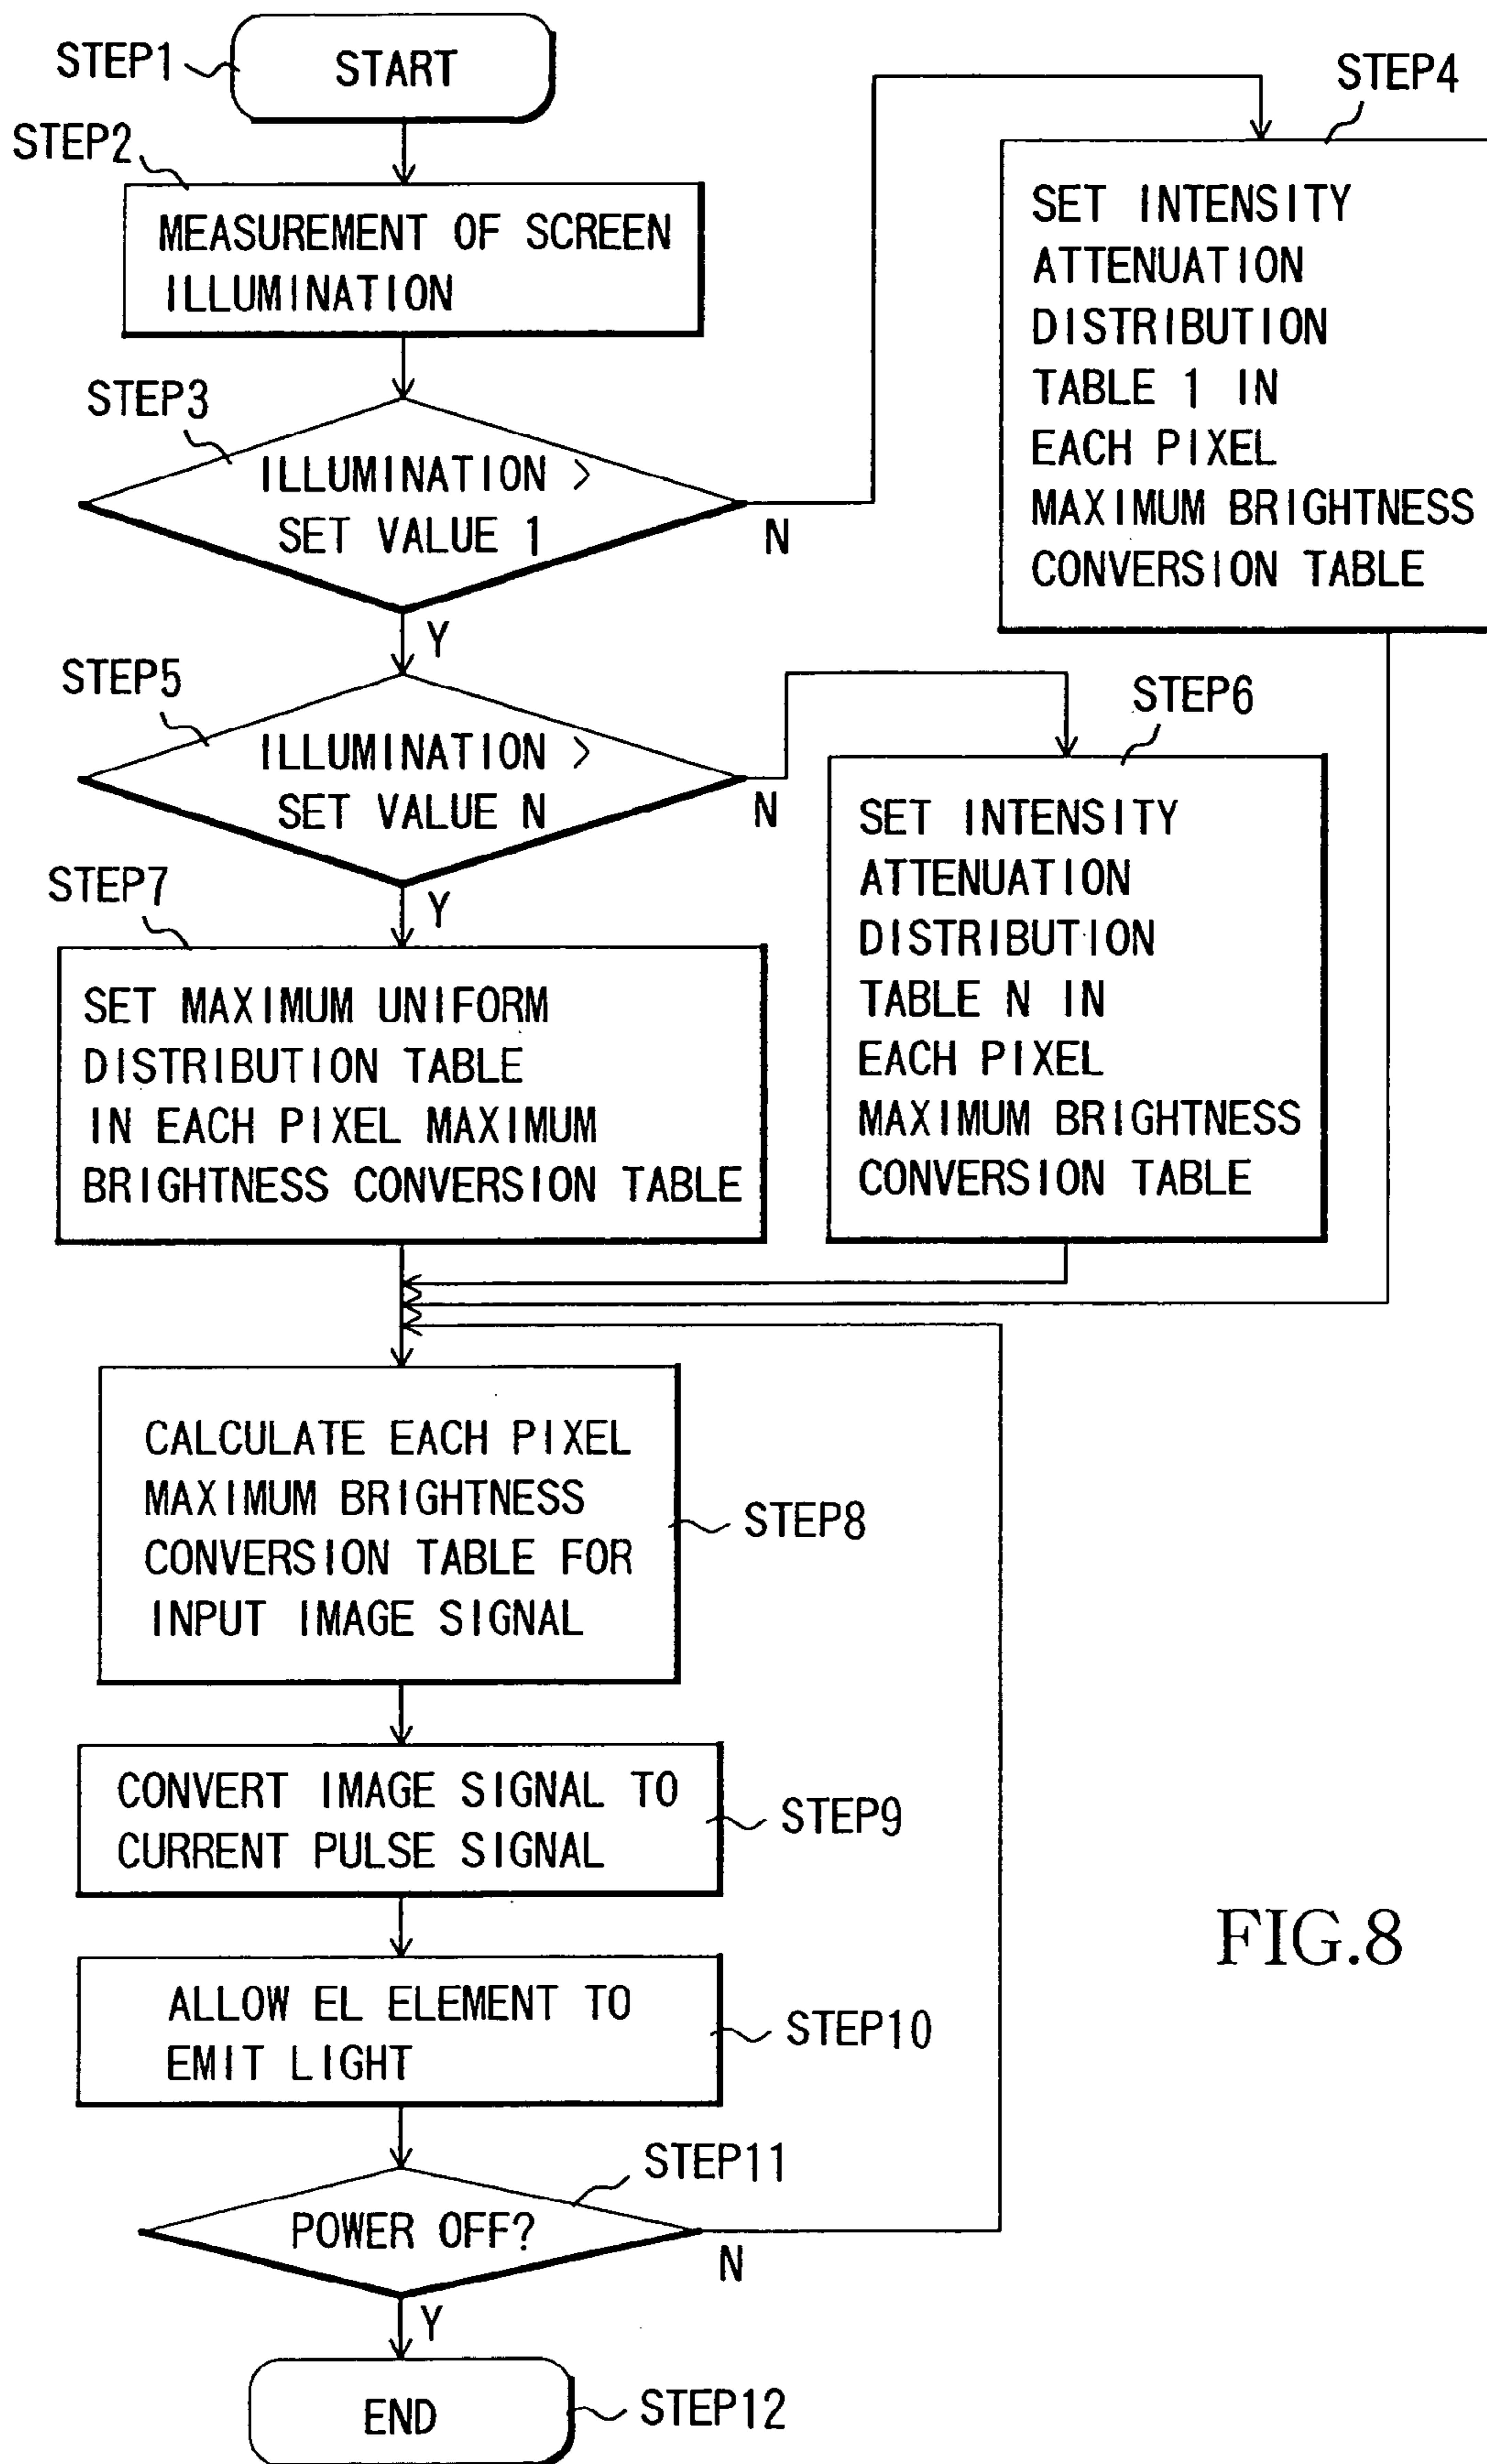 STEP1
START
STEP2
MEASUREMENT OF SCREEN
ILLUMINATION
STEP3
ILLUMINATION >
SET VALUE 1
N
Y
STEP4
SET INTENSITY
ATTENUATION
DISTRIBUTION
TABLE 1 IN
EACH PIXEL
MAXIMUM BRIGHTNESS
CONVERSION TABLE
STEP5
ILLUMINATION >
SET VALUE N
N
Y
STEP6
SET INTENSITY
ATTENUATION
DISTRIBUTION
TABLE N IN
EACH PIXEL
MAXIMUM BRIGHTNESS
CONVERSION TABLE
STEP7
SET MAXIMUM UNIFORM
DISTRIBUTION TABLE
IN EACH PIXEL MAXIMUM
BRIGHTNESS CONVERSION TABLE
CALCULATE EACH PIXEL
MAXIMUM BRIGHTNESS
CONVERSION TABLE FOR
INPUT IMAGE SIGNAL
STEP8
CONVERT IMAGE SIGNAL TO
CURRENT PULSE SIGNAL
STEP9
ALLOW EL ELEMENT TO
EMIT LIGHT
STEP10
STEP11
POWER OFF?
N
Y
END
STEP12
FIG.8